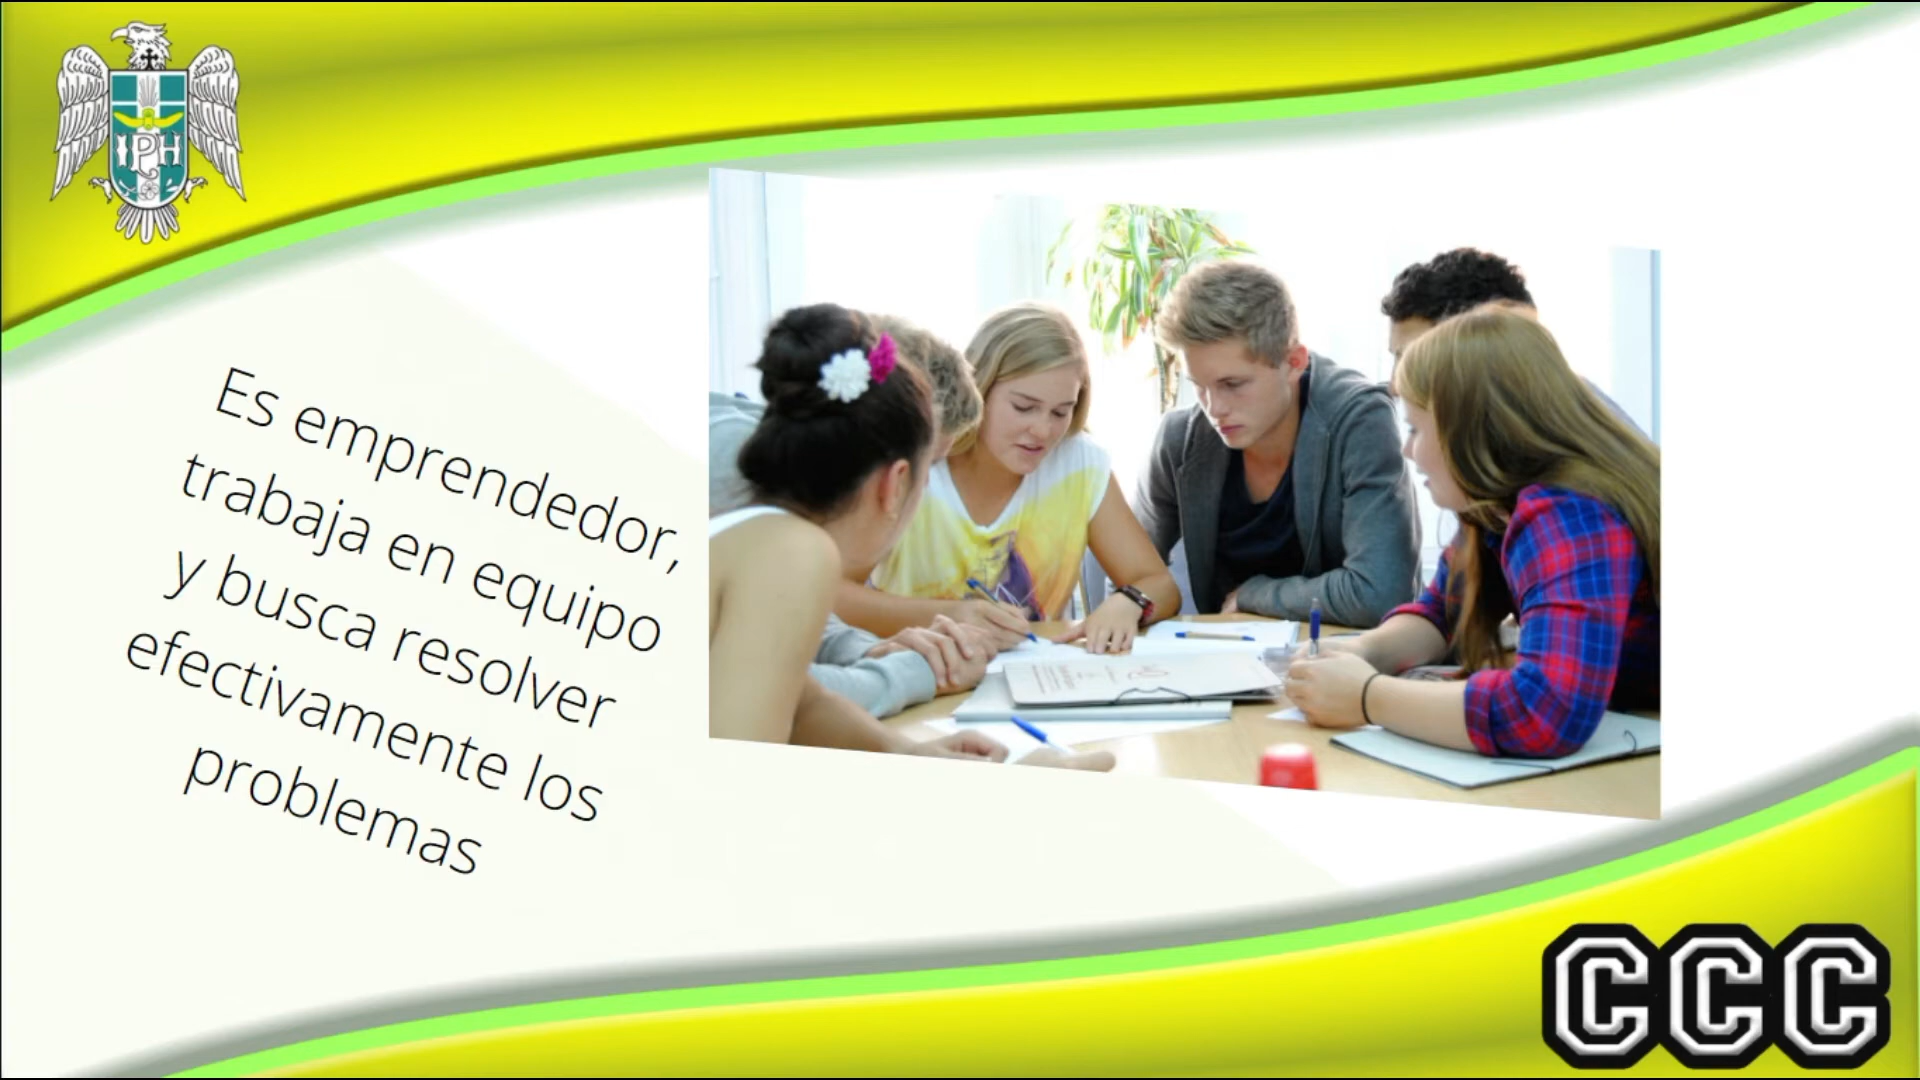 IPH
Es emprendedor,
trabaja en equipo
y busca resolver
efectivamente los
problemas
CCC